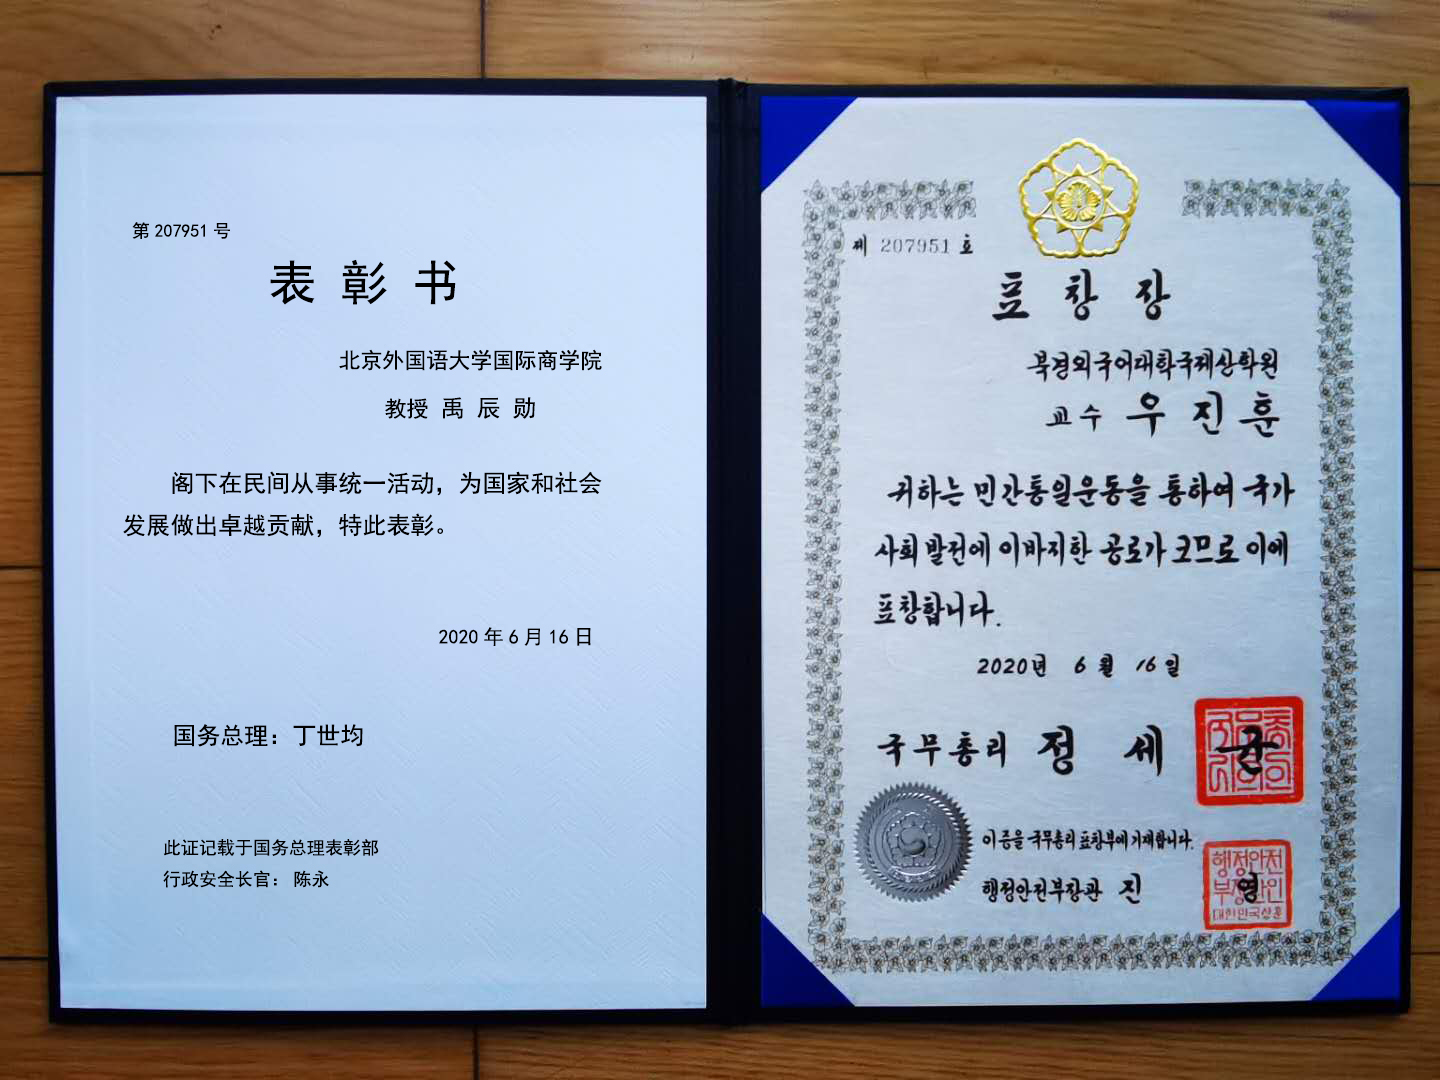 第 207951 号
表 彰 书
北京外国语大学国际商学院
教授 禹 辰 勋
阁下在民间从事统一活动，为国家和社会
发展做出卓越贡献，特此表彰。
2020 年 6 月 16 日
国务总理：丁世均
此证记载于国务总理表彰部
行政安全长官： 陈永
제 207951 호
표 창 장
북경외국어대학국제상학원
교수 우 진 훈
귀하는 민간통일운동을 통하여 국가
사회 발전에 이바지한 공로가 크므로 이에
표창합니다.
2020년 6 월 16 일
국무총리 정 세 균
이 증을 국무총리 표창부에 기재합니다.
행정안전부장관 진 영
행정안전
부장관인
대한민국상훈